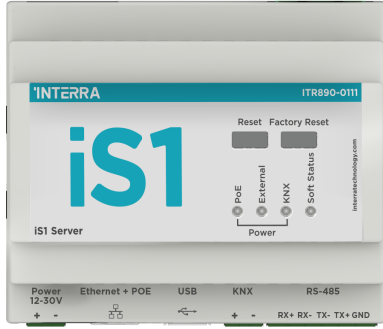 INTERRA
ITR890-0111
iS1
Reset Factory Reset
PoE
External
KNX
Soft Status
Power
interratechnology.com
iS1 Server
Power
12-30V
Ethernet + POE
USB
KNX
RS-485
+ -
+ -
RX+ RX- TX- TX+ GND